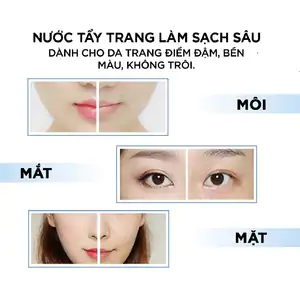 NƯỚC TẨY TRANG LÀM SẠCH SÂU
DÀNH CHO DA TRANG ĐIỂM ĐẬM, BỀN
MÀU, KHÔNG TRÔI.
MÔI
MẮT
MẶT